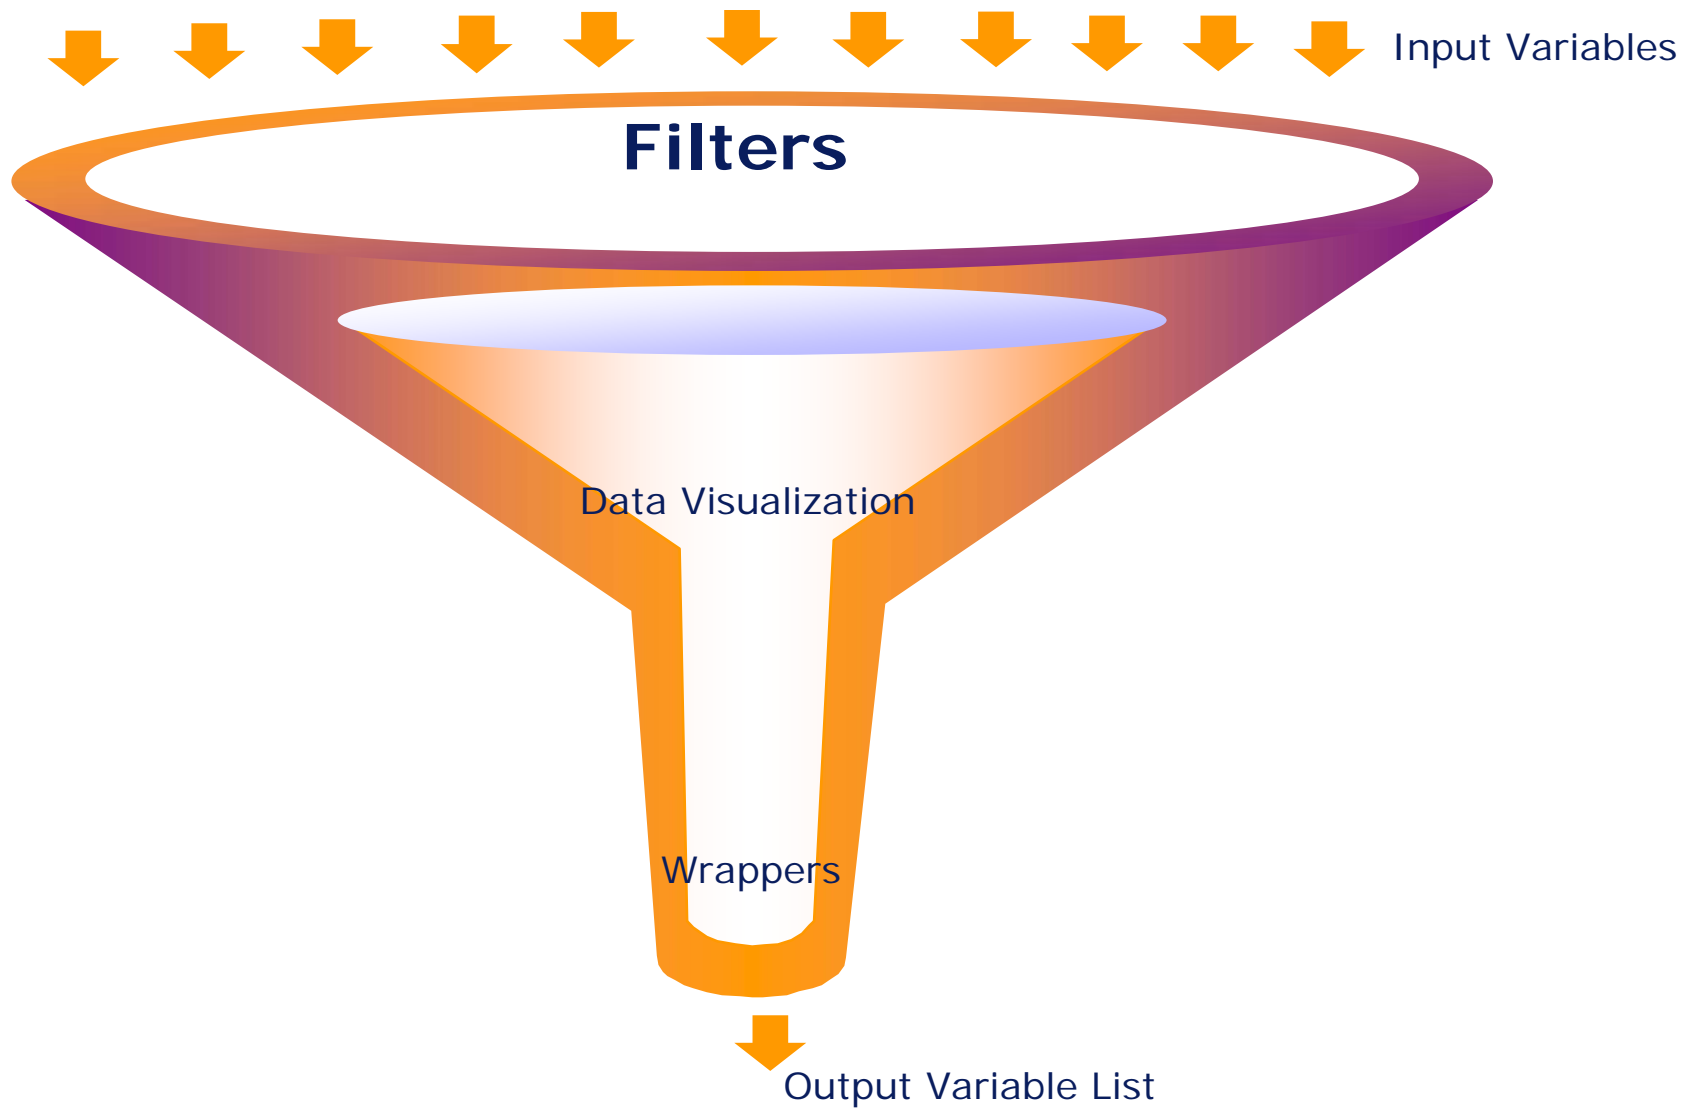 Input Variables
Filters
Data Visualization
Wrappers
Output Variable List